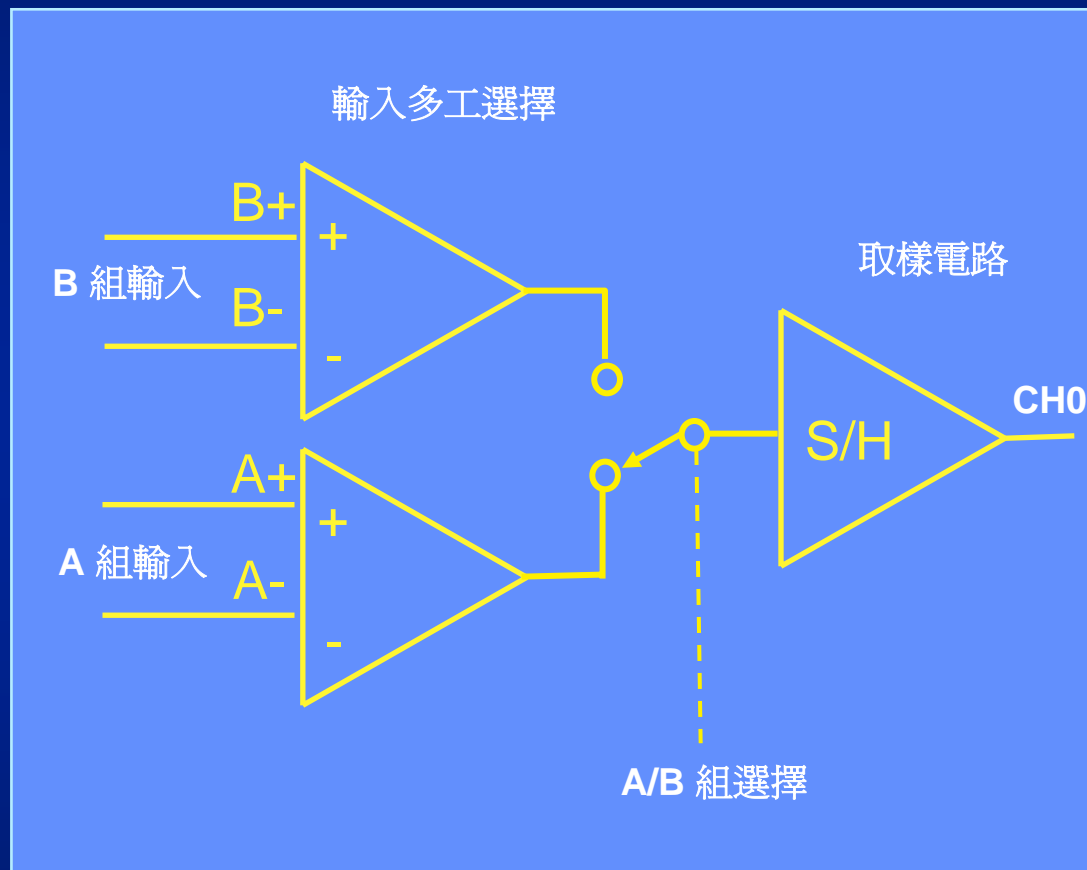 輸入多工選擇
B+
+
B 組輸入
B-
-
取樣電路
CH0
S/H
A+
+
A 組輸入
A-
-
A/B 組選擇